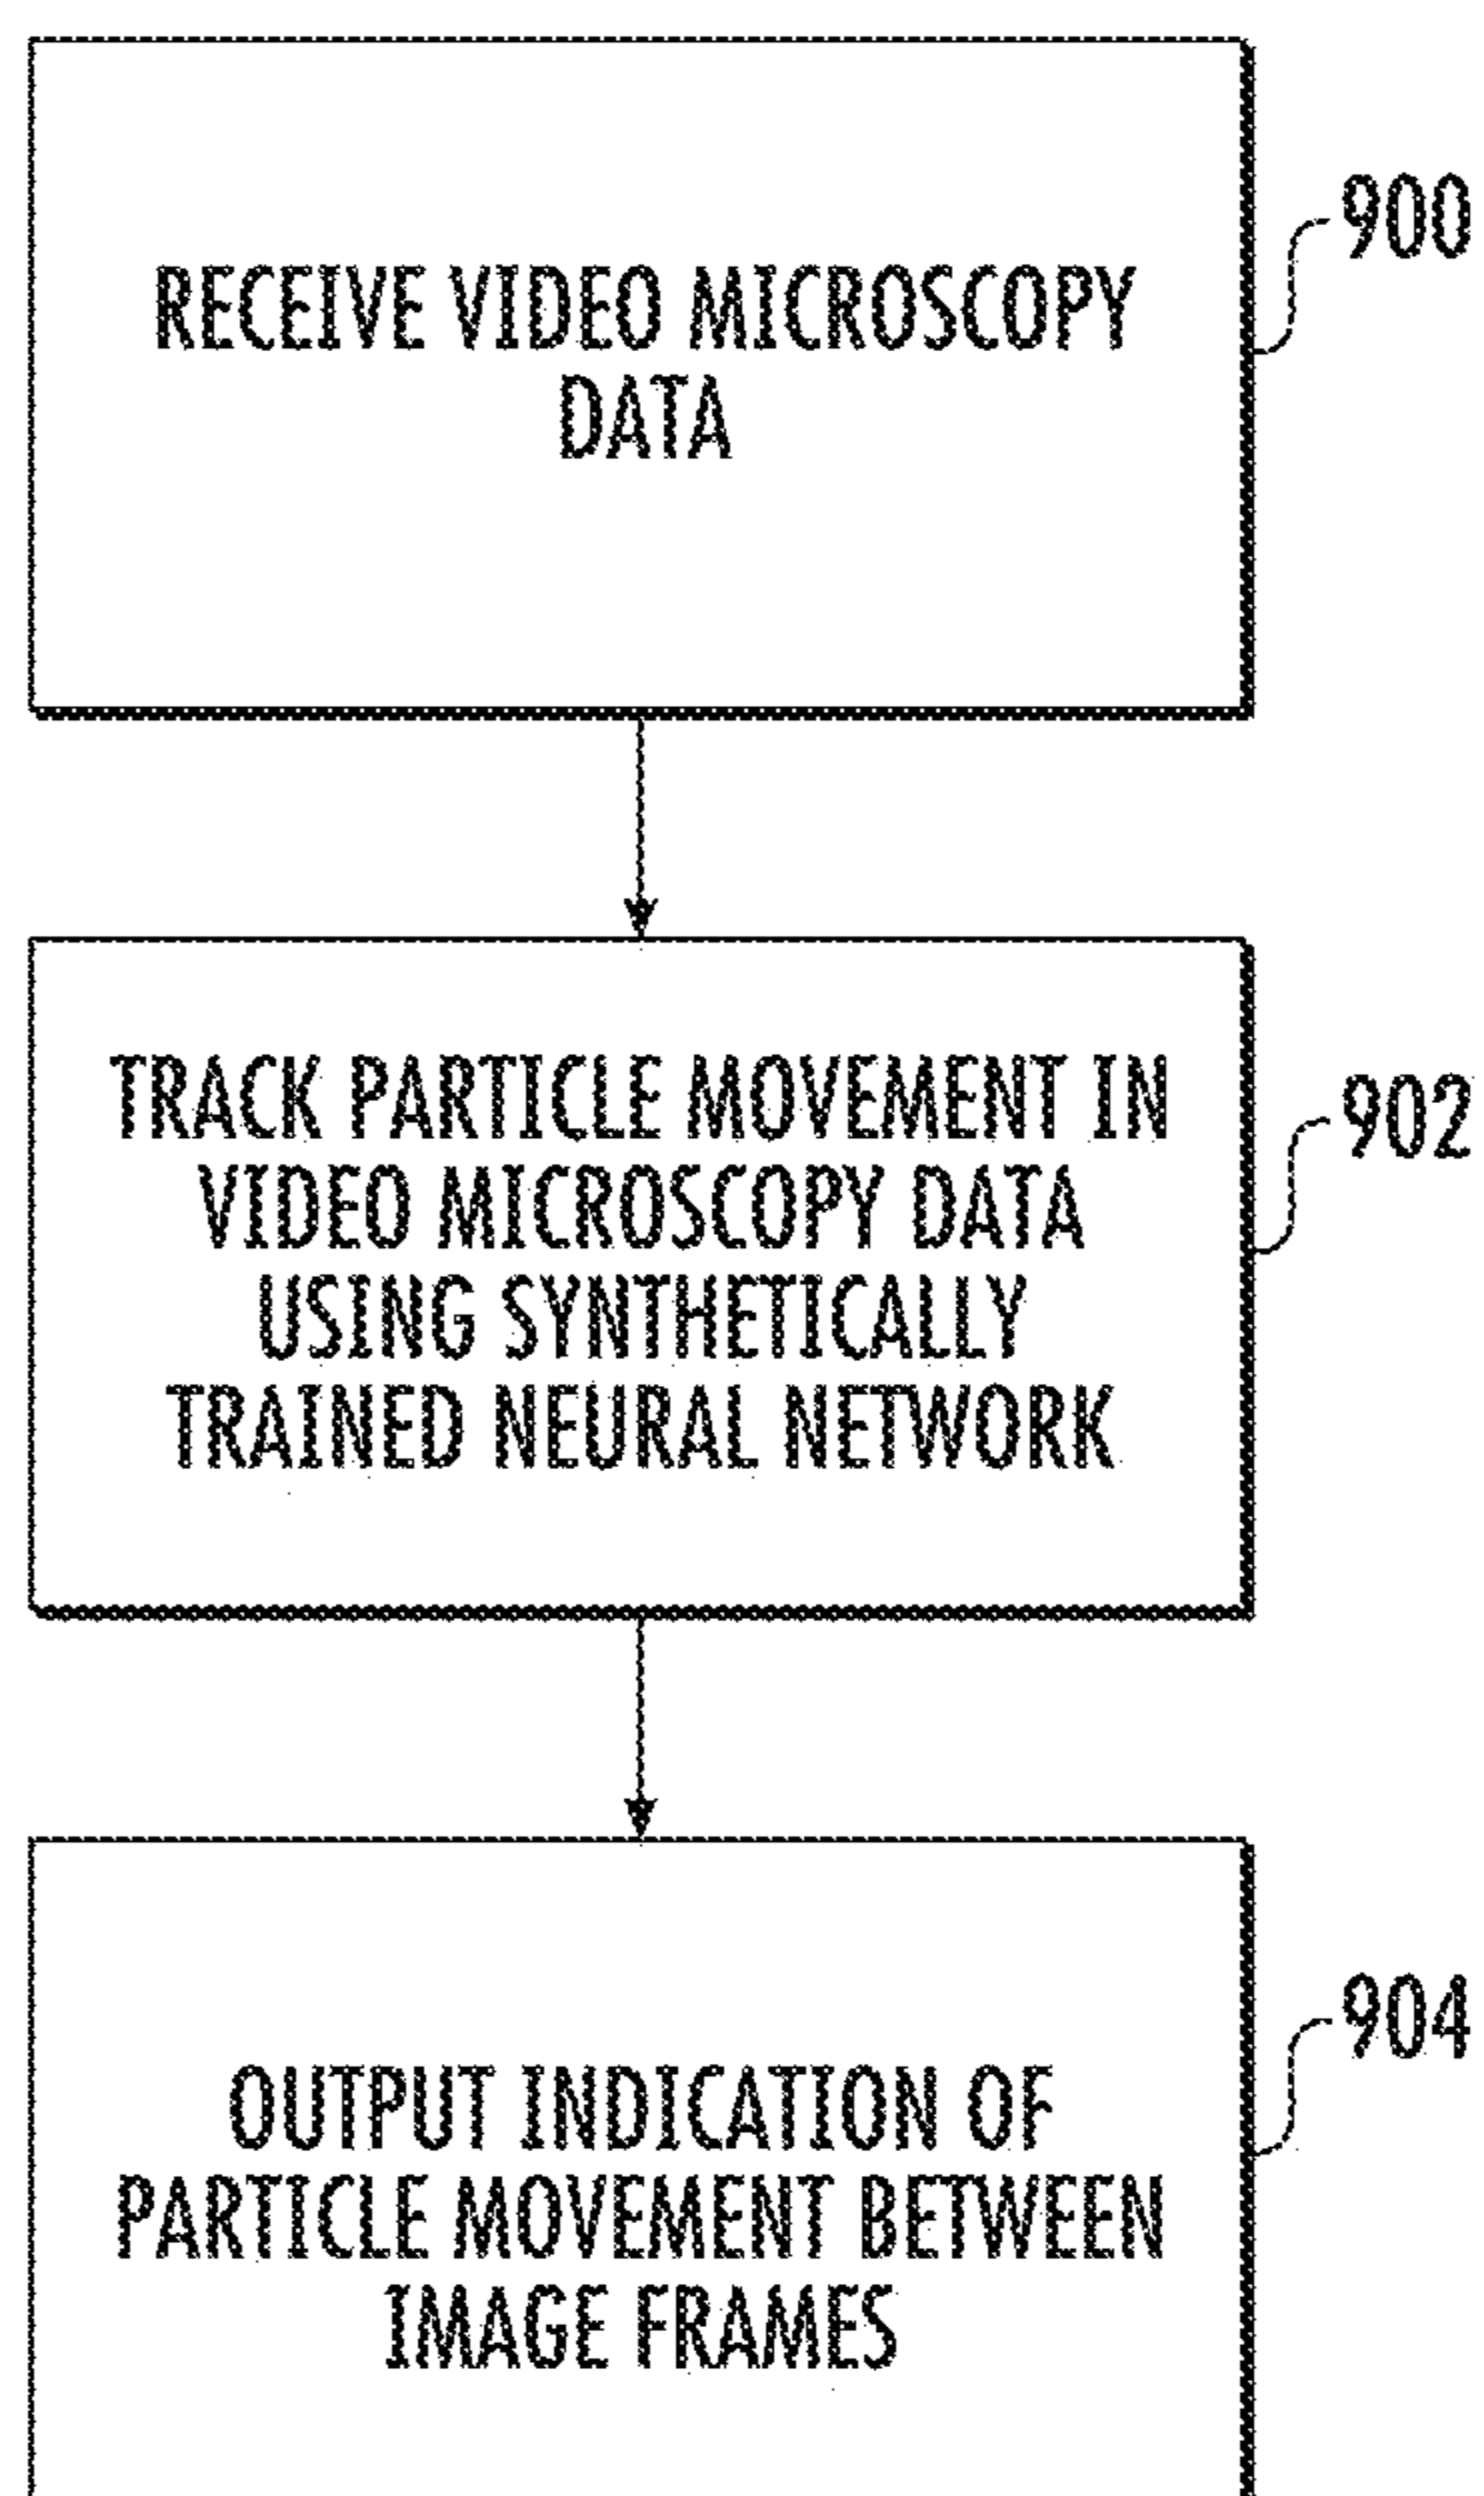 RECEIVE VIDEO MICROSCOPY
DATA
900
TRACK PARTICLE MOVEMENT IN
VIDEO MICROSCOPY DATA
USING SYNTHETICALLY
TRAINED NEURAL NETWORK
902
OUTPUT INDICATION OF
PARTICLE MOVEMENT BETWEEN
IMAGE FRAMES
904